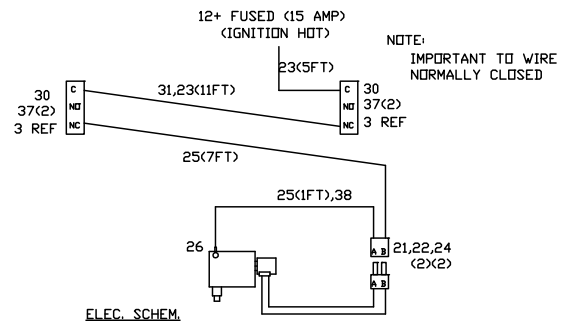 12+ FUSED (15 AMP)
(IGNITION HOT)
NOTE:
IMPORTANT TO WIRE
NORMALLY CLOSED
23(5FT)
30
37(2)
3 REF
C
NO
NC
31,23(11FT)
C
NO
NC
30
37(2)
3 REF
25(7FT)
25(1FT),38
26
A B
21,22,24
(2)(2)
A B
ELEC. SCHEM.